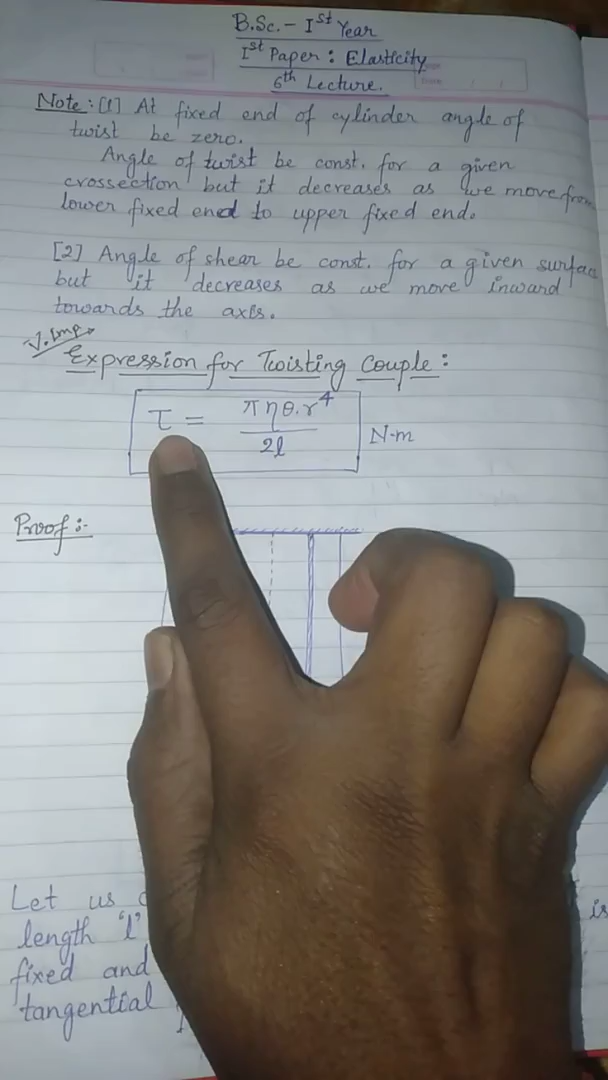 B.Sc.- Ist Year
Ist Paper: Elasticity
6th Lecture.
Note: [1] At fixed end of cylinder angle of
twist be zero.
Angle of twist be const. for a given
crossection but it decreases as we move from
lower fixed end to upper fixed end.
[2] Angle of shear be const. for a given surfac
but it decreases as we move inward
towards the axis.
V. Imp.
Expression for Twisting Couple:
τ = πηθ.r⁴ / 2l N-m
Proof :-
Let us
length 'l' is
fixed and
tangential